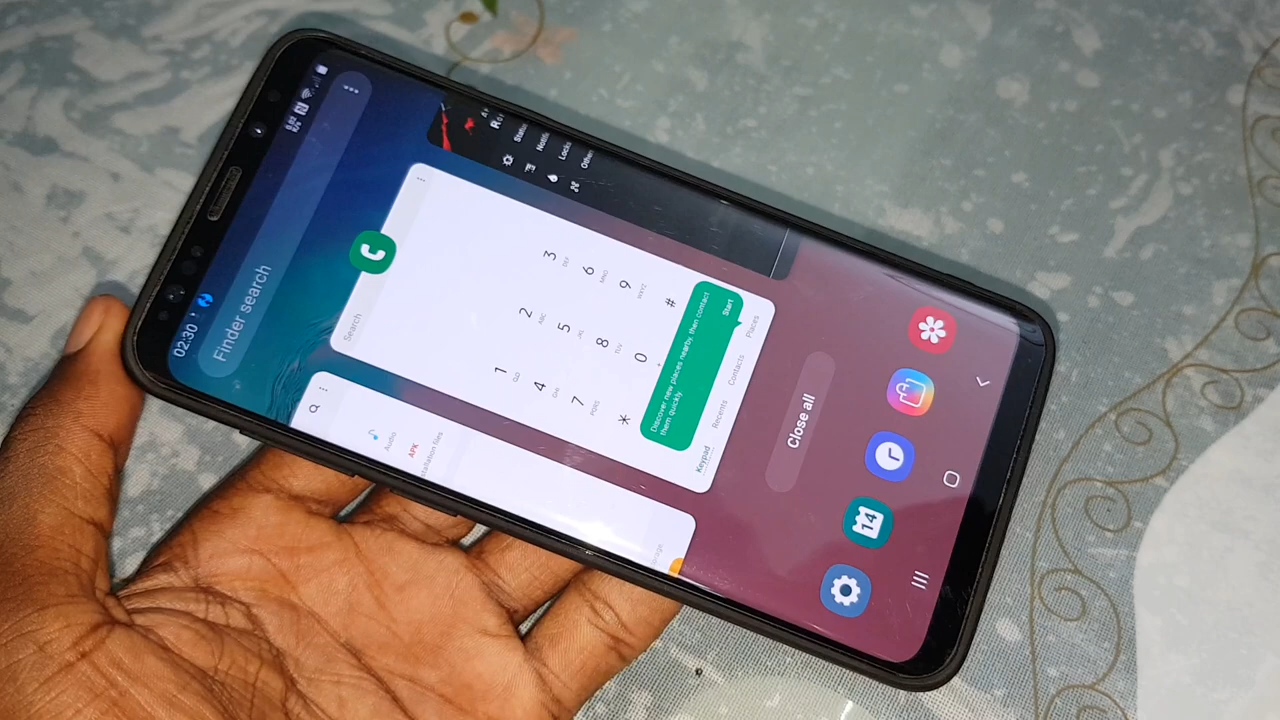 02:30
Finder search
Search
1
2
ABC
3
DEF
4
GHI
5
JKL
6
MNO
7
PQRS
8
TUV
9
WXYZ
*
0
#
Discover new places nearby, then contact
them quickly
Start
Keypad
Recents
Contacts
Places
Audio
APK
Close all
14